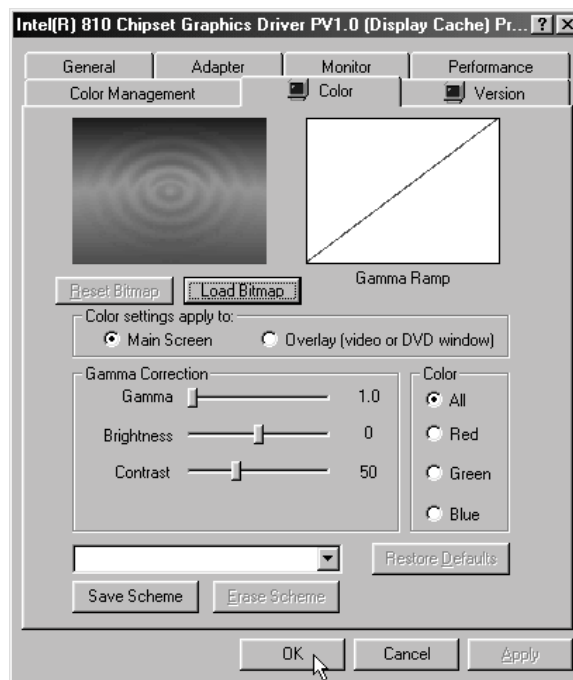 Intel(R) 810 Chipset Graphics Driver PV1.0 (Display Cache) Pr...
General Adapter Monitor Performance
Color Management Color Version
Gamma Ramp
Reset Bitmap Load Bitmap
Color settings apply to:
Main Screen Overlay (video or DVD window)
Gamma Correction Color
Gamma 1.0 All
Brightness 0 Red
Contrast 50 Green
Blue
Restore Defaults
Save Scheme Erase Scheme
OK Cancel Apply